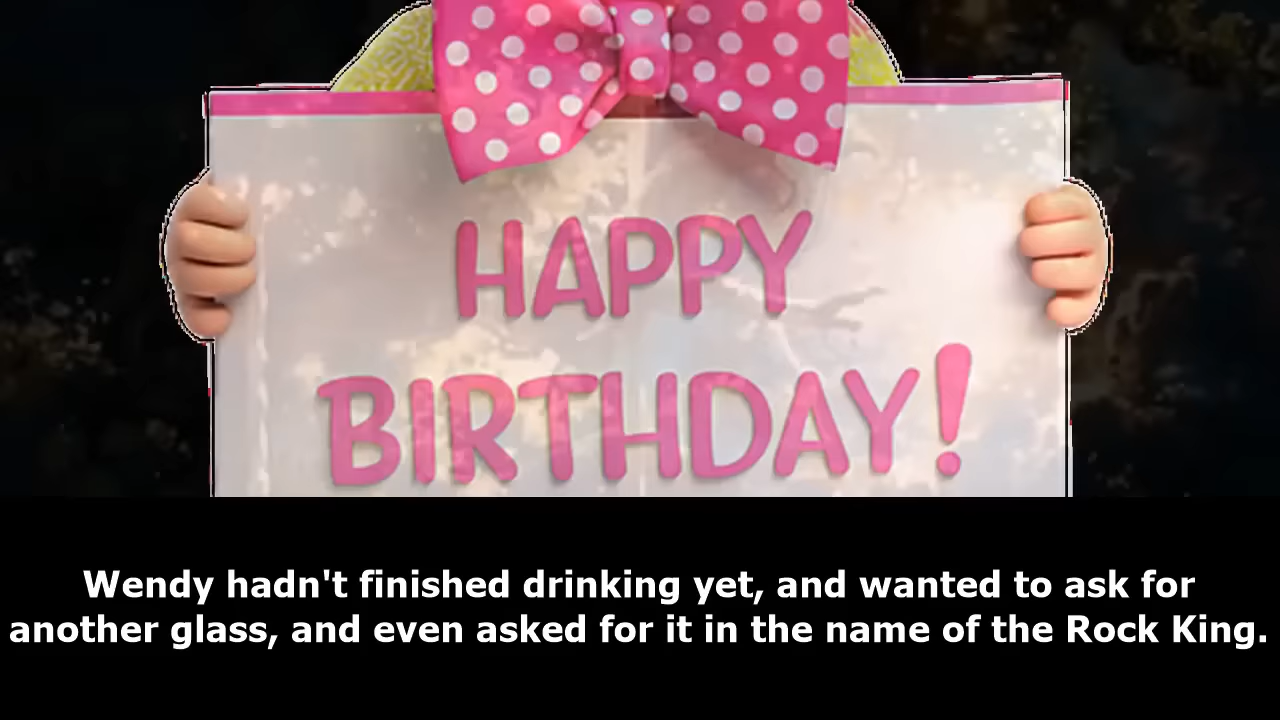 HAPPY
BIRTHDAY!
Wendy hadn't finished drinking yet, and wanted to ask for
another glass, and even asked for it in the name of the Rock King.